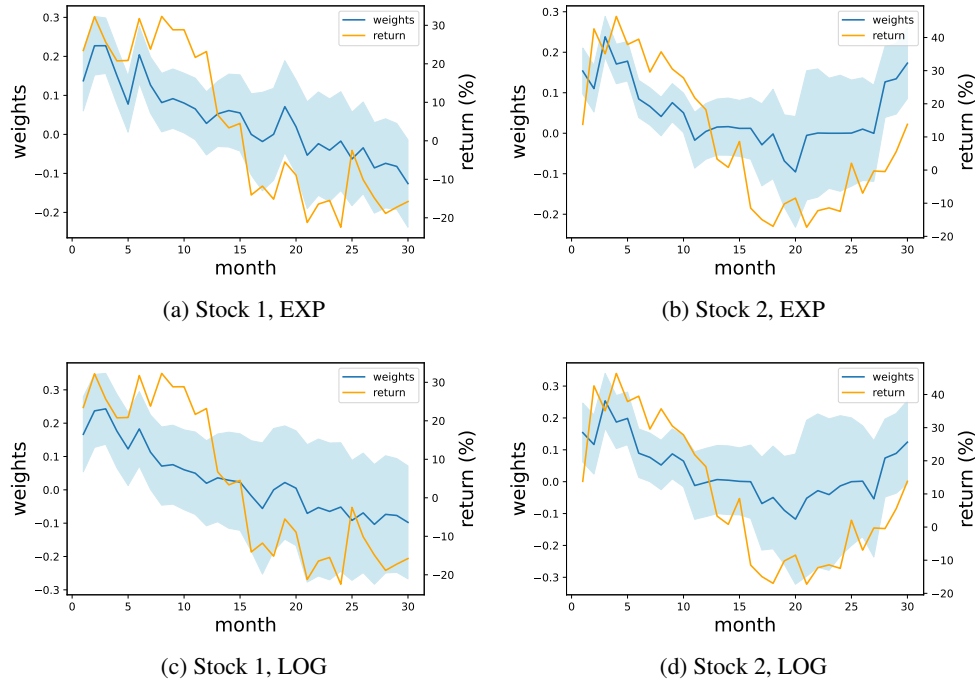 weights
return
0.3
0.2
0.1
0.0
−0.1
−0.2
30
20
10
0
−10
−20
weights
return (%)
0 5 10 15 20 25 30
month
(a) Stock 1, EXP
weights
return
0.3
0.2
0.1
0.0
−0.1
−0.2
40
30
20
10
0
−10
−20
weights
return (%)
0 5 10 15 20 25 30
month
(b) Stock 2, EXP
weights
return
0.3
0.2
0.1
0.0
−0.1
−0.2
−0.3
30
20
10
0
−10
−20
weights
return (%)
0 5 10 15 20 25 30
month
(c) Stock 1, LOG
weights
return
0.3
0.2
0.1
0.0
−0.1
−0.2
−0.3
40
30
20
10
0
−10
−20
weights
return (%)
0 5 10 15 20 25 30
month
(d) Stock 2, LOG